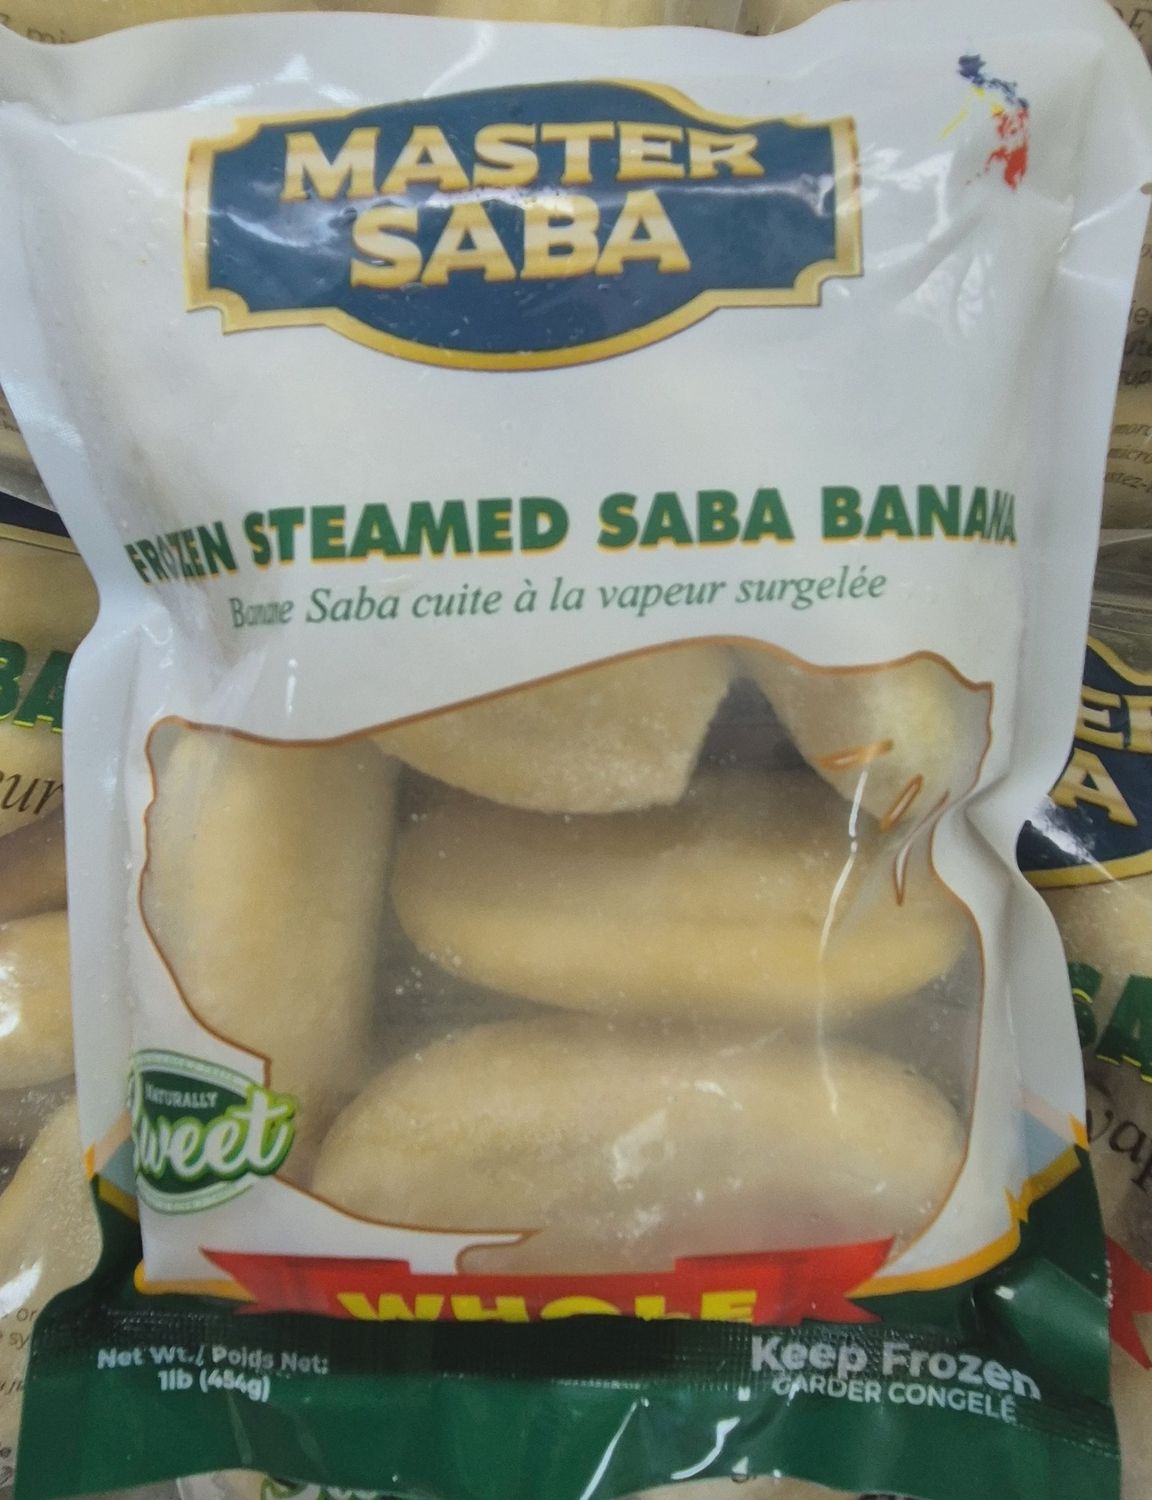 MASTER
SABA
FROZEN STEAMED SABA BANANA
Banane Saba cuite à la vapeur surgelée
NATURALLY
Sweet
WHOLE
Net Wt./ Poids Net:
1lb (454g)
Keep Frozen
GARDER CONGELÉ